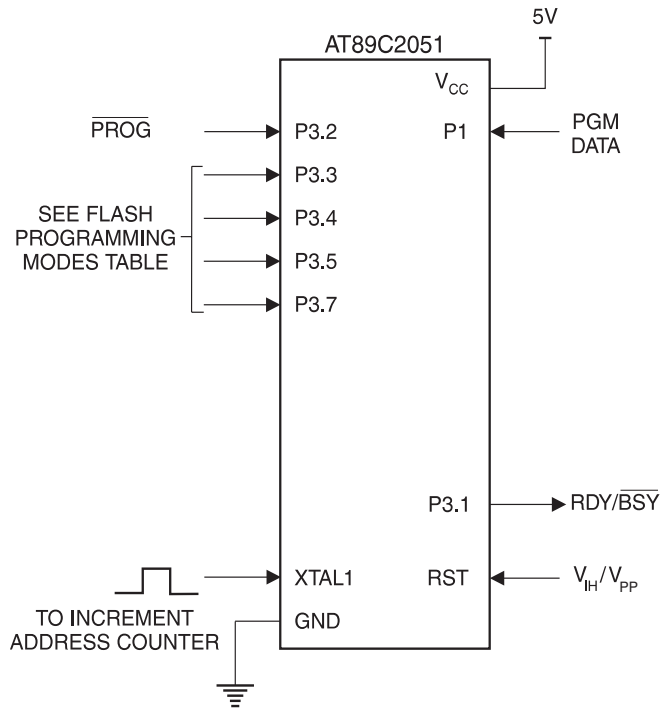 5V
AT89C2051
VCC
PROG
P3.2
P1
PGM
DATA
P3.3
SEE FLASH
PROGRAMMING
MODES TABLE
P3.4
P3.5
P3.7
P3.1
RDY/BSY
XTAL1
RST
VIH/VPP
TO INCREMENT
ADDRESS COUNTER
GND